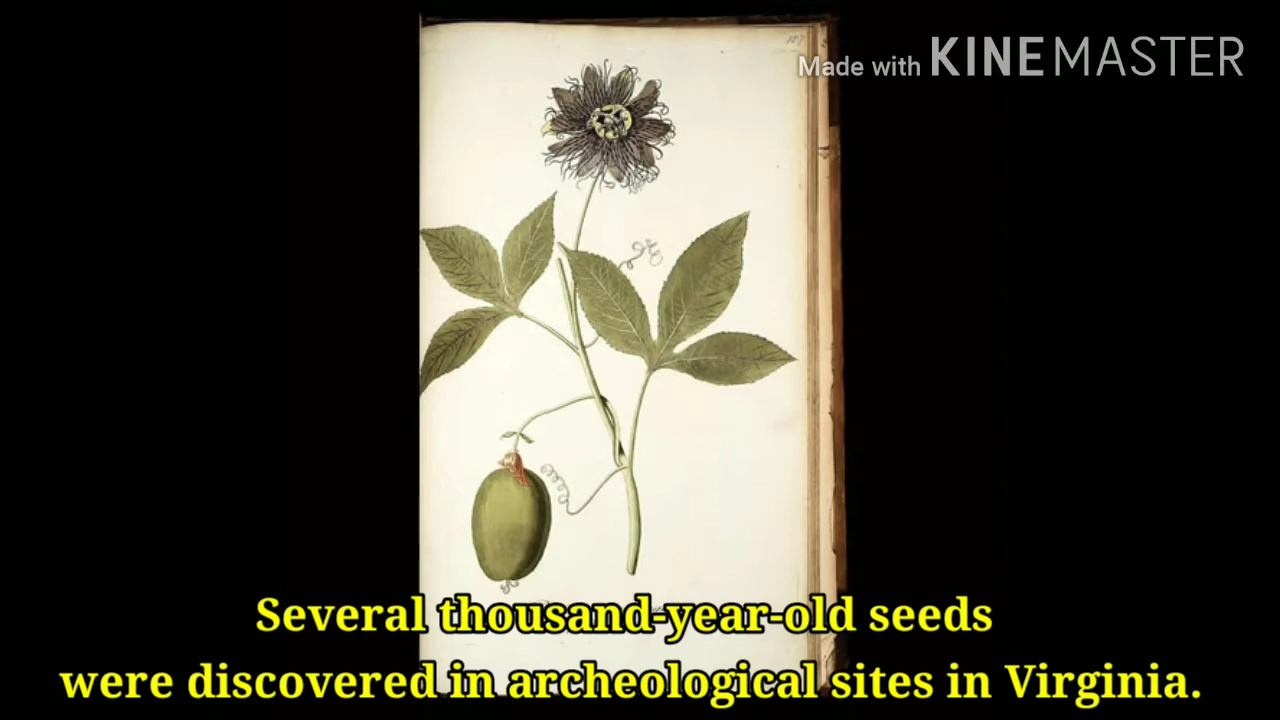 Made with KINEMASTER
Several thousand-year-old seeds
were discovered in archeological sites in Virginia.